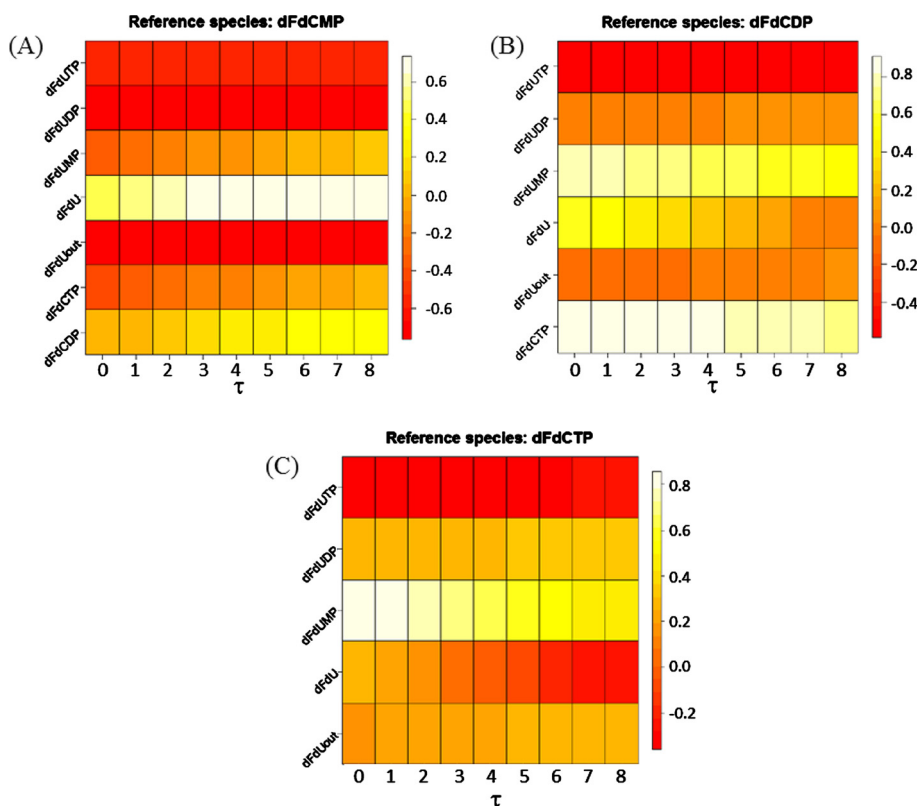 Reference species: dFdCMP
(A)
dFdUTP
dFdUDP
dFdUMP
dFdU
dFdUout
dFdCTP
dFdCDP
0 1 2 3 4 5 6 7 8
τ
0.6
0.4
0.2
0.0
-0.2
-0.4
-0.6
Reference species: dFdCDP
(B)
dFdUTP
dFdUDP
dFdUMP
dFdU
dFdUout
dFdCTP
0 1 2 3 4 5 6 7 8
τ
0.8
0.6
0.4
0.2
0.0
-0.2
-0.4
Reference species: dFdCTP
(C)
dFdUTP
dFdUDP
dFdUMP
dFdU
dFdUout
0 1 2 3 4 5 6 7 8
τ
0.8
0.6
0.4
0.2
0.0
-0.2